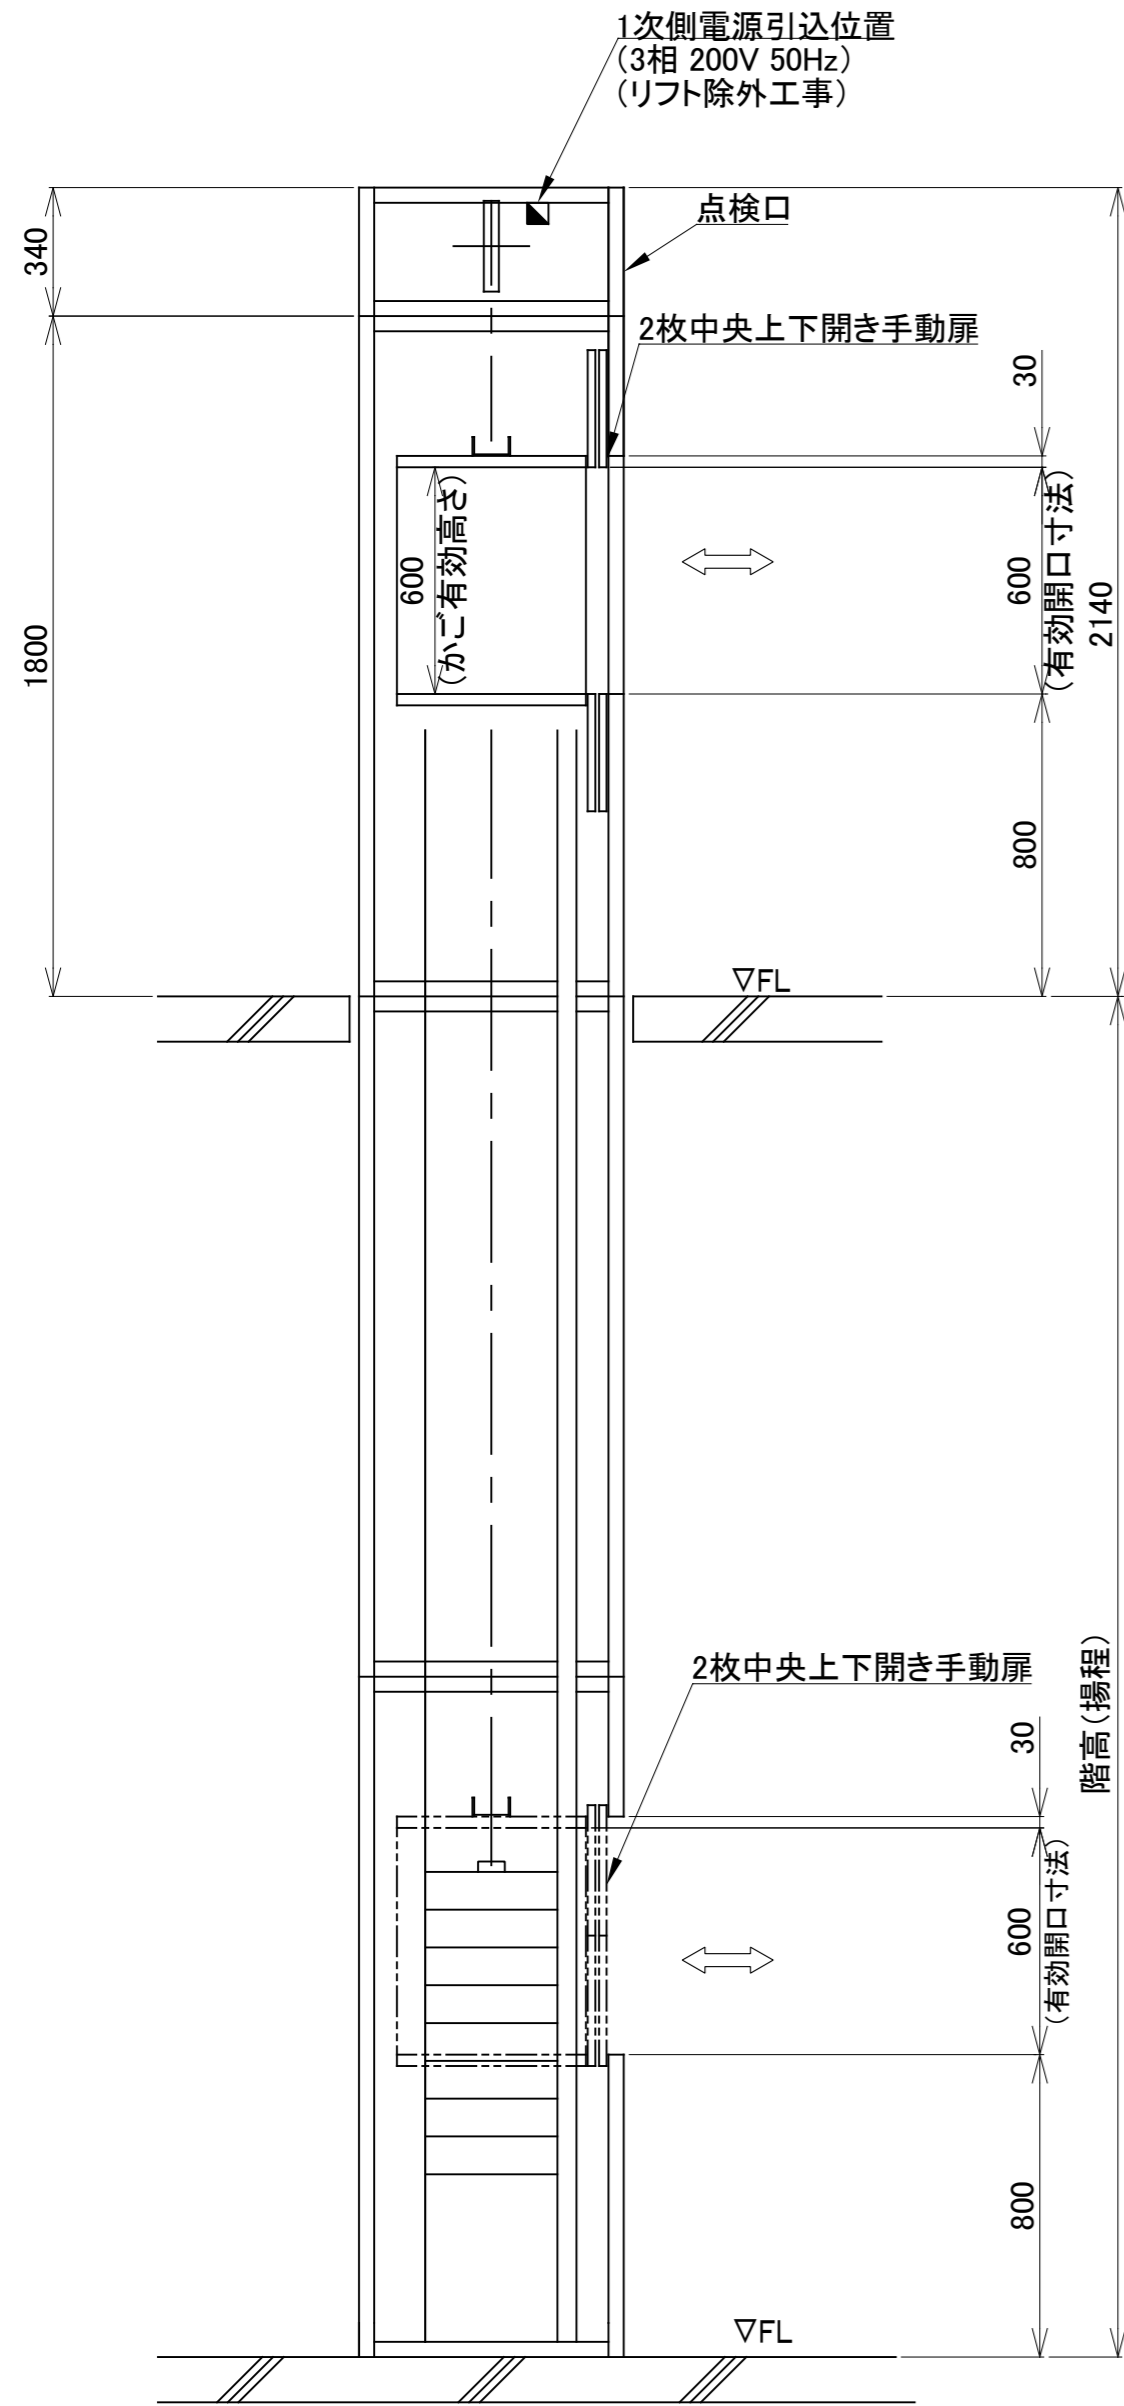 1次側電源引込位置
(3相 200V 50Hz)
(リフト除外工事)
点検口
340
2枚中央上下開き手動扉
30
600
(かご有効高さ)
600
(有効開口寸法)
2140
1800
800
▽FL
2枚中央上下開き手動扉
30
階高(揚程)
600
(有効開口寸法)
800
▽FL